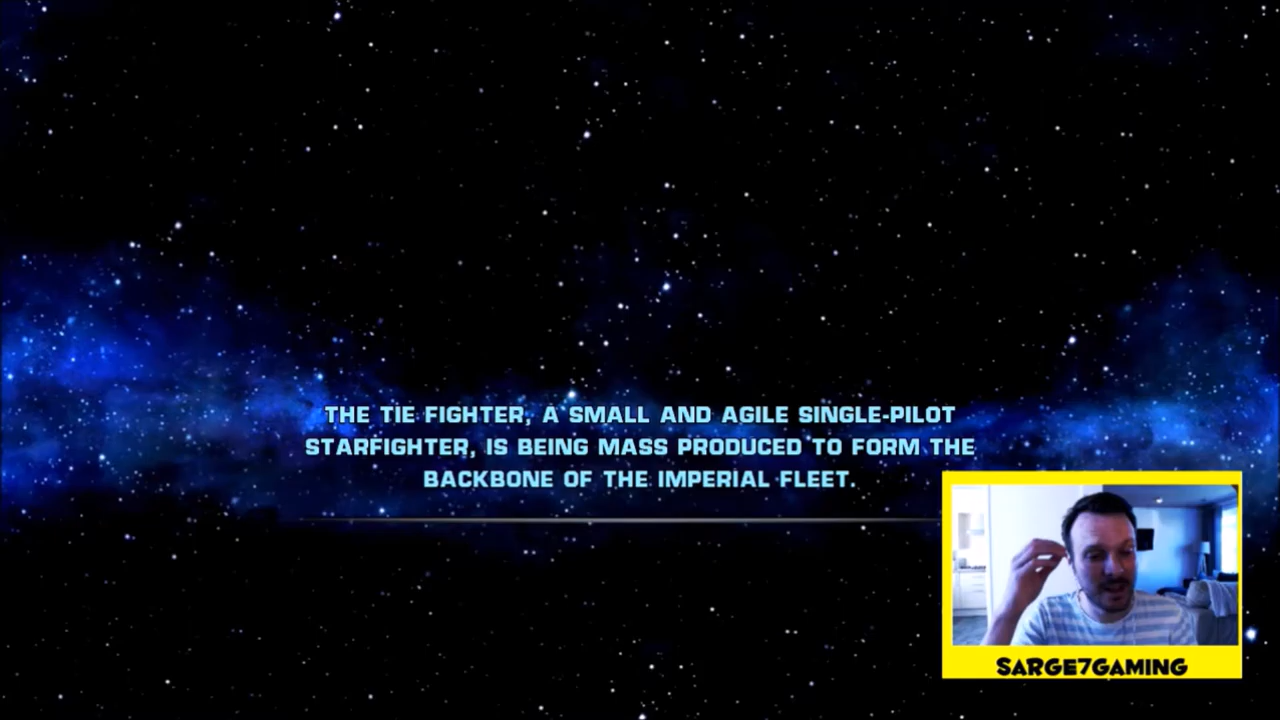 THE TIE FIGHTER, A SMALL AND AGILE SINGLE-PILOT
STARFIGHTER, IS BEING MASS PRODUCED TO FORM THE
BACKBONE OF THE IMPERIAL FLEET.
SARGE7GAMING